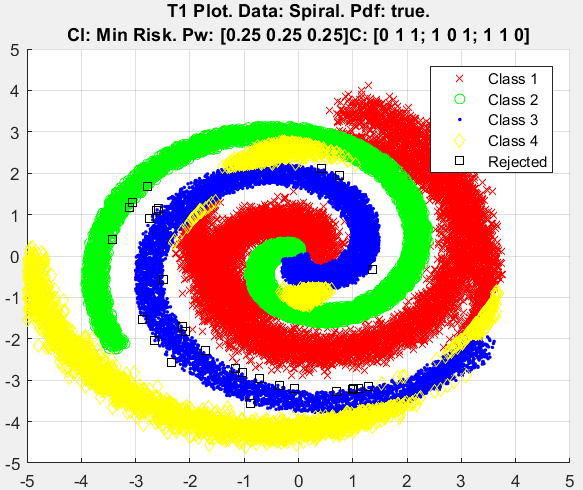 T1 Plot. Data: Spiral. Pdf: true.
Cl: Min Risk. Pw: [0.25 0.25 0.25]C: [0 1 1; 1 0 1; 1 1 0]
5
4
3
2
1
0
-1
-2
-3
-4
-5
-5 -4 -3 -2 -1 0 1 2 3 4 5
Class 1
Class 2
Class 3
Class 4
Rejected